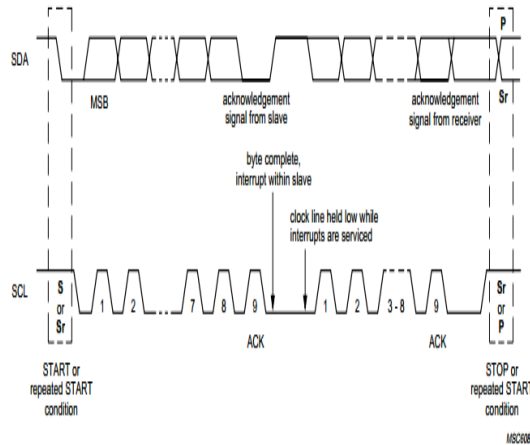 P
SDA
MSB
acknowledgement
signal from slave
acknowledgement
signal from receiver
Sr
byte complete,
interrupt within slave
clock line held low while
interrupts are serviced
SCL
S
or
Sr
1
2
7
8
9
1
2
3 - 8
9
Sr
or
P
ACK
ACK
START or
repeated START
condition
STOP or
repeated START
condition